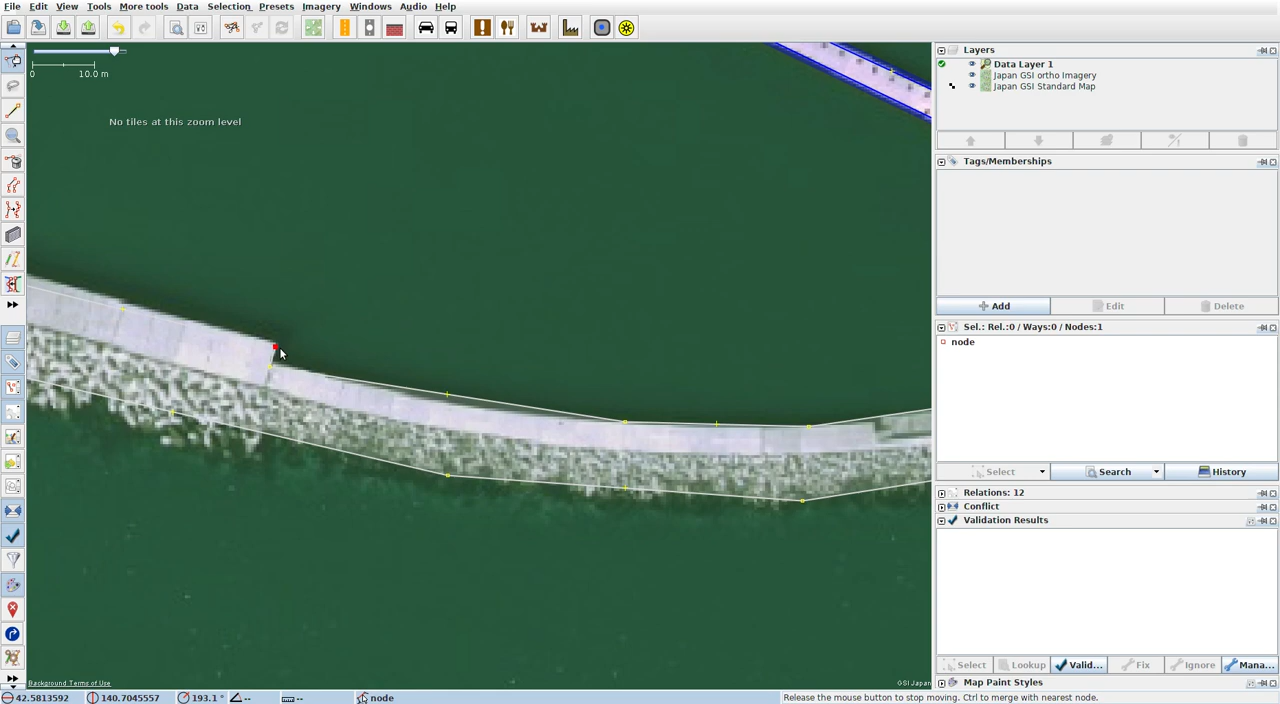 File Edit View Tools More tools Data Selection Presets Imagery Windows Audio Help
0 10.0 m
No tiles at this zoom level
Background Terms of Use
GSI Japan
Layers
Data Layer 1
Japan GSI ortho Imagery
Japan GSI Standard Map
Tags/Memberships
Add Edit Delete
Sel.: Rel.:0 / Ways:0 / Nodes:1
node
Select Search History
Relations: 12
Conflict
Validation Results
Select Lookup Valid... Fix Ignore Mana...
Map Paint Styles
42.5813592 140.7045557 193.1 ° -- -- node Release the mouse button to stop moving. Ctrl to merge with nearest node.